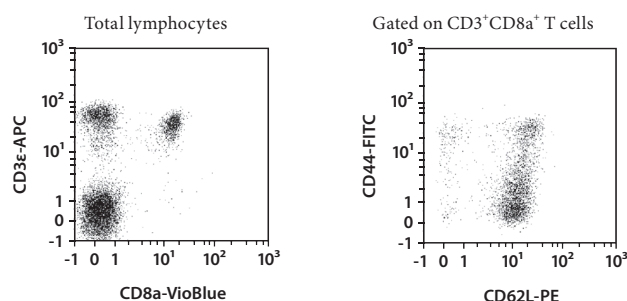 Total lymphocytes
CD3ε-APC
10³
10²
10¹
1
0
-1
-1 0 1 10¹ 10² 10³
CD8a-VioBlue
Gated on CD3⁺CD8a⁺ T cells
CD44-FITC
10³
10²
10¹
1
0
-1
-1 0 1 10¹ 10² 10³
CD62L-PE